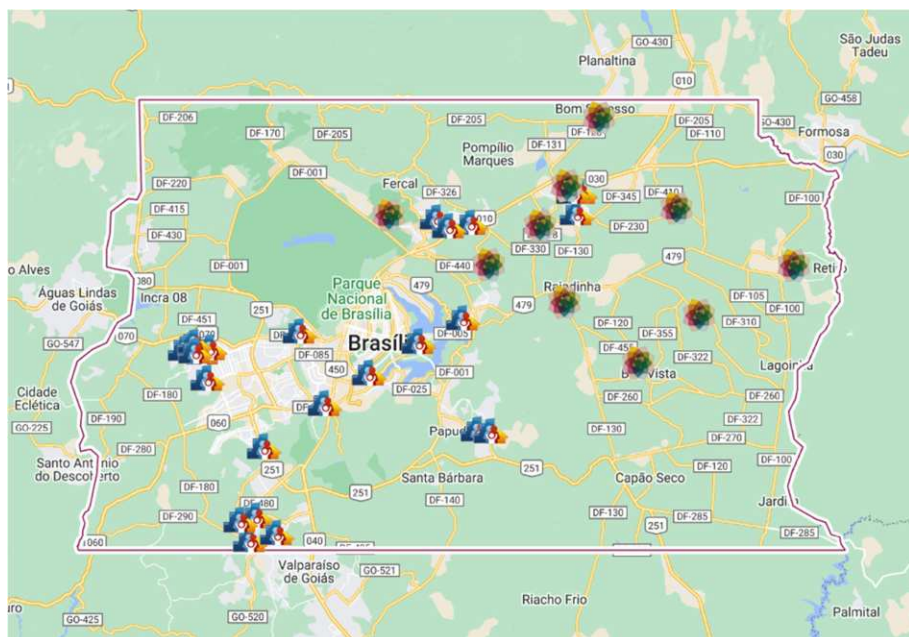 GO-430
São Judas
Tadeu
Planaltina
010
GO-458
DF-206
DF-170
DF-205
DF-205
DF-205
GO-430
Formosa
DF-131
DF-110
Pompílio
Marques
030
DF-001
DF-220
Fercal
DF-326
030
DF-345
DF-410
DF-100
DF-415
010
DF-230
DF-430
DF-330
DF-130
DF-001
DF-440
479
080
Parque
Nacional
de Brasília
479
Águas Lindas
de Goiás
Incra 08
251
DF-105
DF-100
479
DF-310
DF-451
070
DF-120
DF-355
GO-547
DF-005
DF-085
450
DF-322
DF-001
Cidade
Eclética
DF-180
DF-025
DF-260
DF-260
DF-190
DF-322
GO-225
060
DF-130
DF-270
DF-280
DF-100
Santo Antônio
do Descoberto
251
251
DF-120
Santa Bárbara
Capão Seco
DF-180
251
DF-140
DF-480
DF-290
DF-130
DF-285
251
DF-285
060
040
Valparaíso
de Goiás
GO-521
Riacho Frio
GO-520
GO-425
Palmital